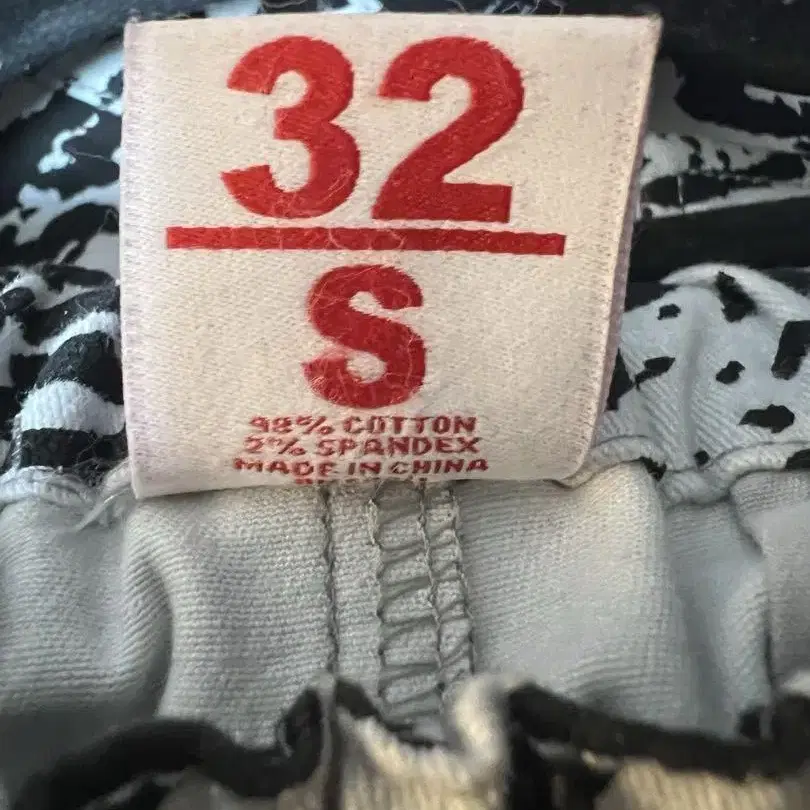 32
S
98% COTTON
2% SPANDEX
MADE IN CHINA